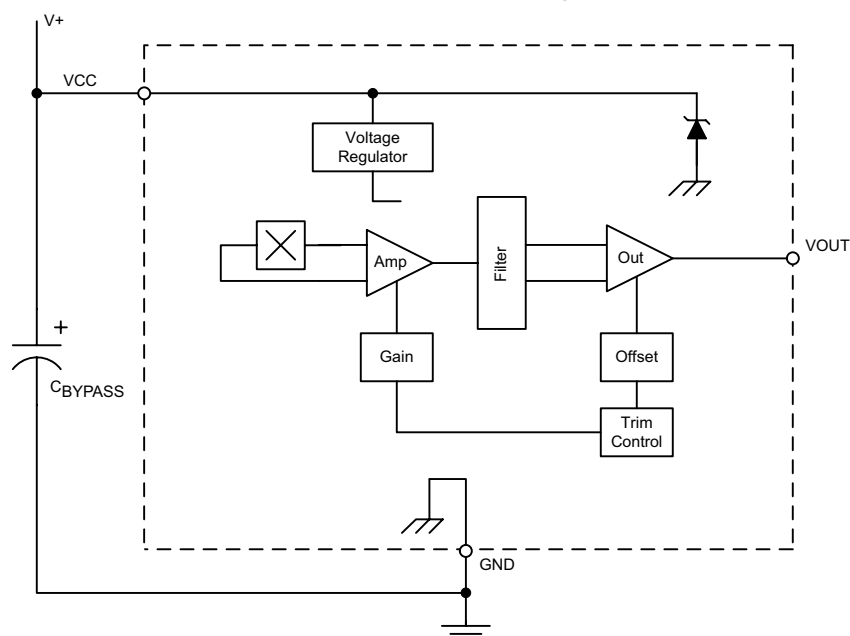 V+
VCC
Voltage
Regulator
Amp
Filter
Out
VOUT
+
Gain
Offset
CBYPASS
Trim
Control
GND